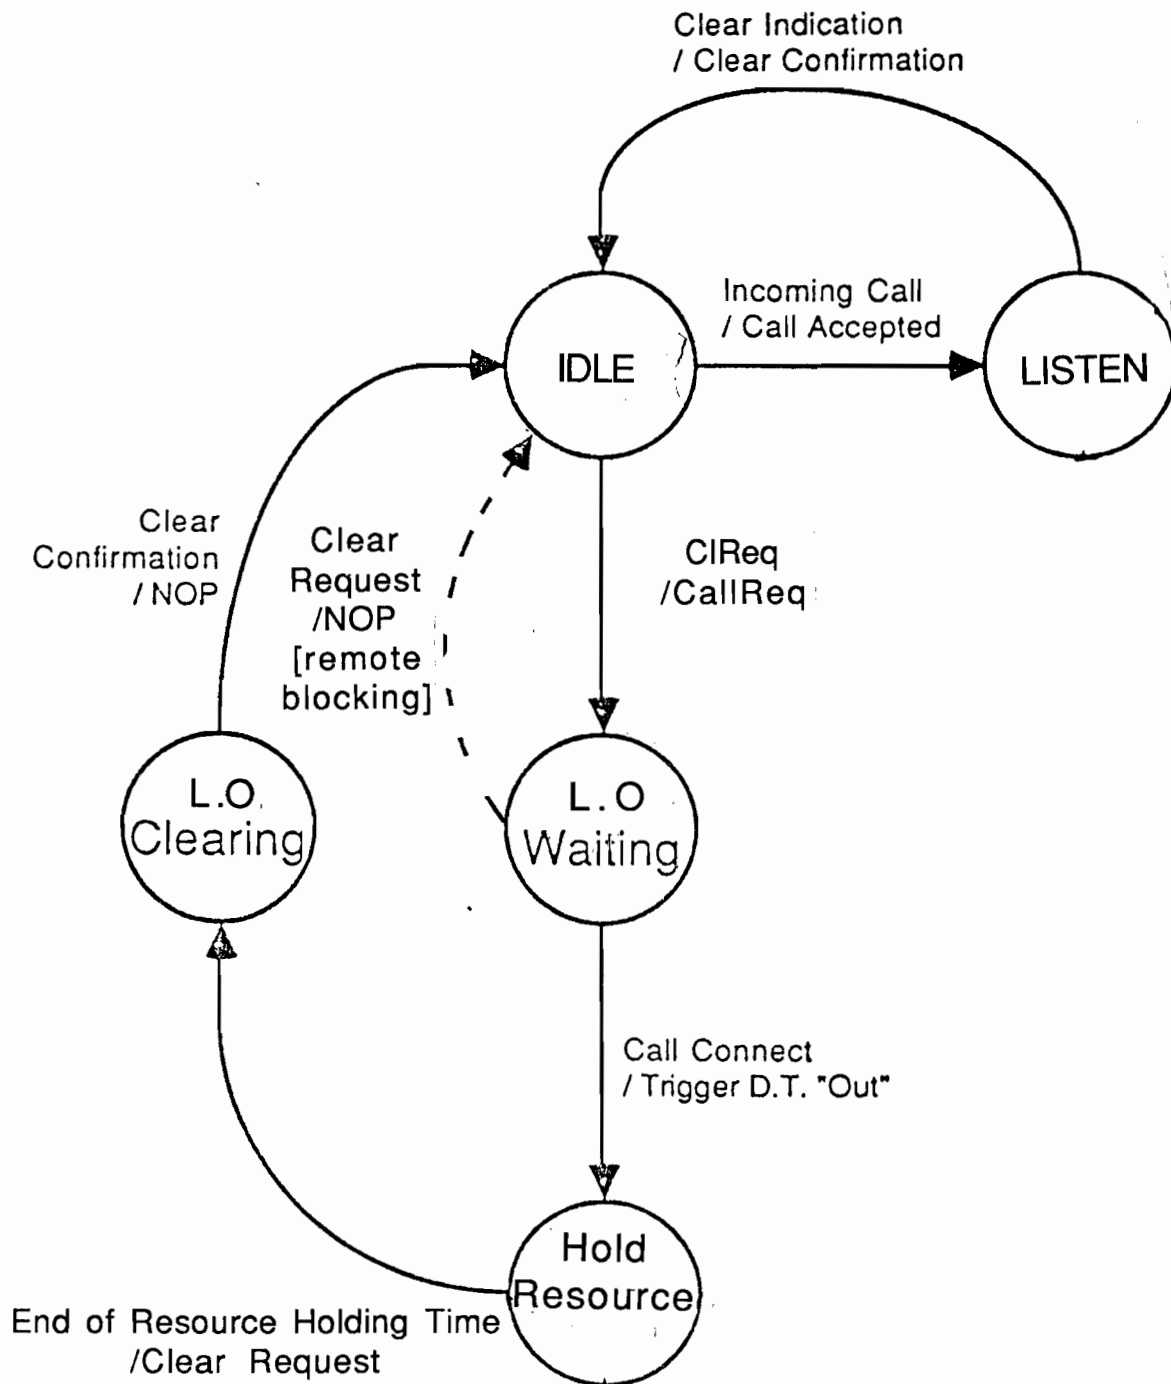 Clear Indication
/ Clear Confirmation
Incoming Call
/ Call Accepted
IDLE
LISTEN
Clear
Confirmation
/ NOP
Clear
Request
/NOP
[remote
blocking]
ClReq
/CallReq
L.O.
Clearing
L.O
Waiting
Call Connect
/ Trigger D.T. "Out"
Hold
Resource
End of Resource Holding Time
/Clear Request